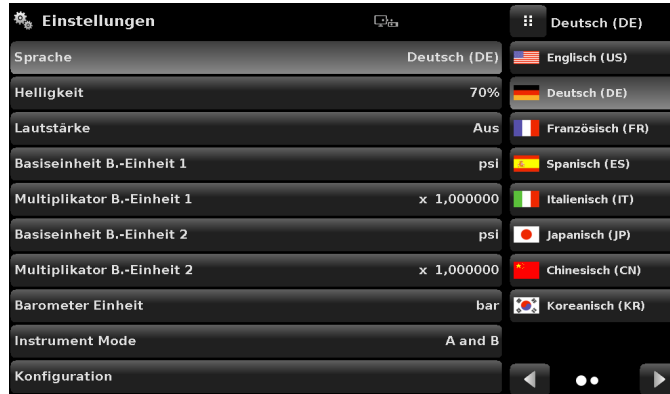 Einstellungen
Deutsch (DE)
Sprache Deutsch (DE)
Helligkeit 70%
Lautstärke Aus
Basiseinheit B.-Einheit 1 psi
Multiplikator B.-Einheit 1 x 1,000000
Basiseinheit B.-Einheit 2 psi
Multiplikator B.-Einheit 2 x 1,000000
Barometer Einheit bar
Instrument Mode A and B
Konfiguration
Englisch (US)
Deutsch (DE)
Französisch (FR)
Spanisch (ES)
Italienisch (IT)
Japanisch (JP)
Chinesisch (CN)
Koreanisch (KR)